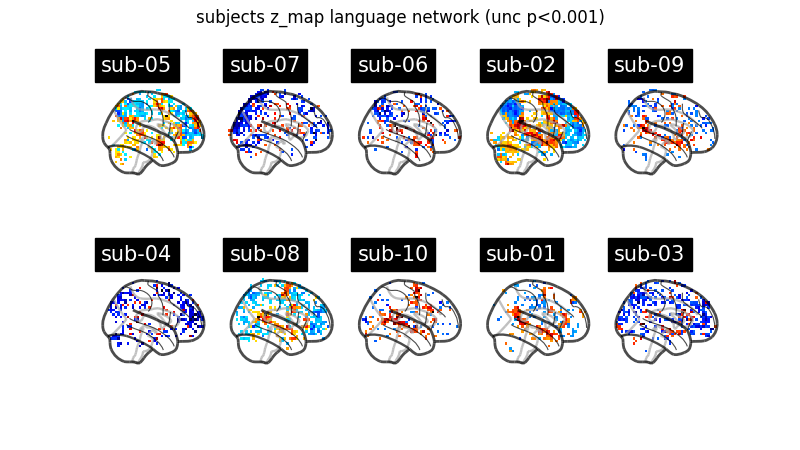 subjects z_map language network (unc p<0.001)
sub-05
sub-07
sub-06
sub-02
sub-09
sub-04
sub-08
sub-10
sub-01
sub-03